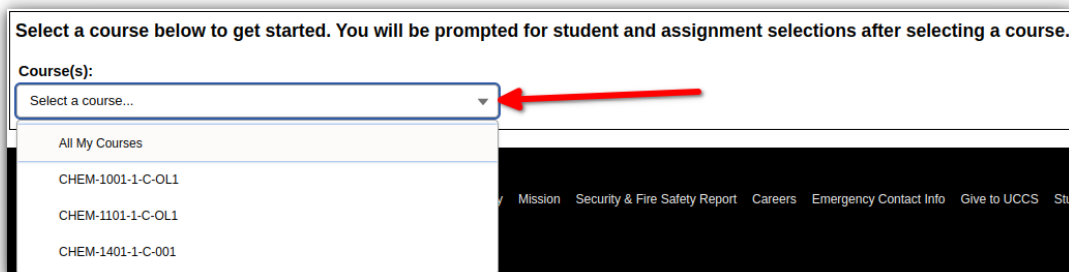 Select a course below to get started. You will be prompted for student and assignment selections after selecting a course.
Course(s):
Select a course...
All My Courses
CHEM-1001-1-C-OL1
Mission Security & Fire Safety Report Careers Emergency Contact Info Give to UCCS
CHEM-1101-1-C-OL1
CHEM-1401-1-C-001